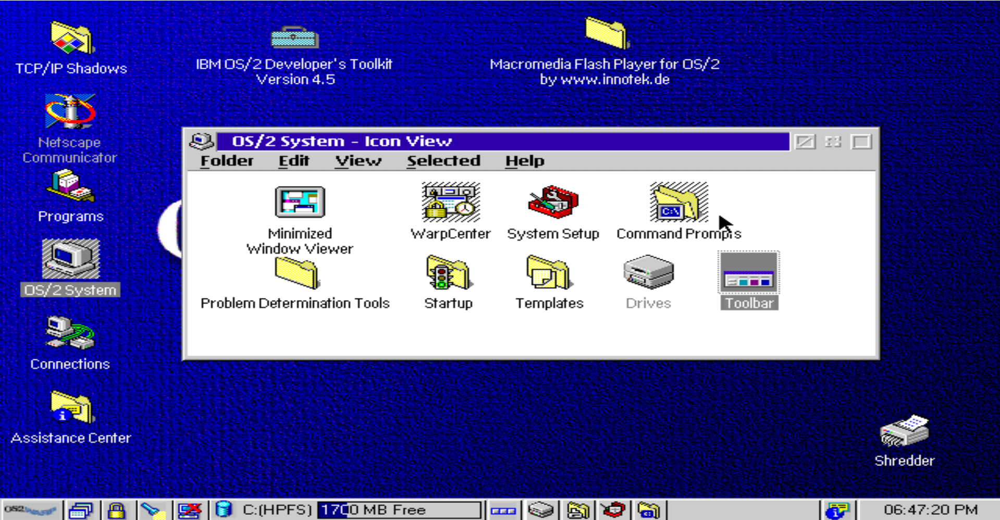 TCP/IP Shadows
IBM OS/2 Developer's Toolkit
Version 4.5
Macromedia Flash Player for OS/2
by www.innotek.de
Netscape
Communicator
Programs
OS/2 System
Connections
Assistance Center
OS/2 System - Icon View
Folder Edit View Selected Help
Minimized
Window Viewer
WarpCenter
System Setup
C:\
Command Prompts
Problem Determination Tools
Startup
Templates
Drives
Toolbar
Shredder
OS2 WARP
C:(HPFS) 1700 MB Free
06:47:20 PM